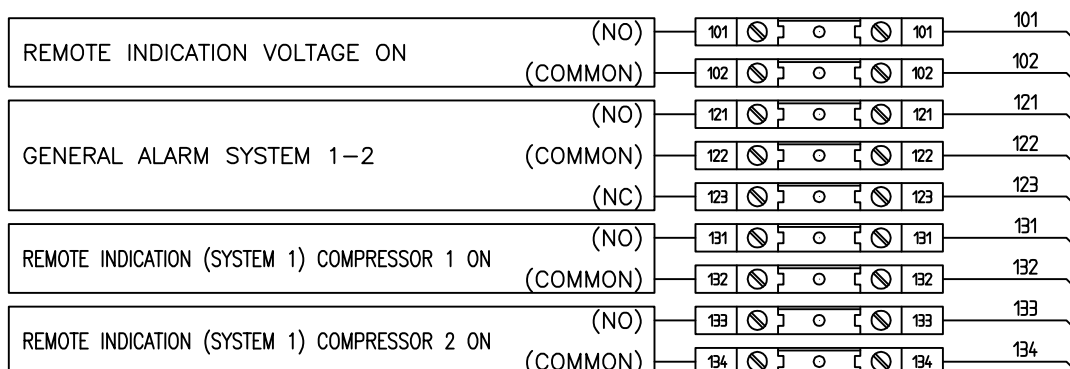 (NO) 101 101 101
REMOTE INDICATION VOLTAGE ON
(COMMON) 102 102 102
(NO) 121 121 121
GENERAL ALARM SYSTEM 1-2 (COMMON) 122 122 122
(NC) 123 123 123
(NO) 131 131 131
REMOTE INDICATION (SYSTEM 1) COMPRESSOR 1 ON
(COMMON) 132 132 132
(NO) 133 133 133
REMOTE INDICATION (SYSTEM 1) COMPRESSOR 2 ON
(COMMON) 134 134 134